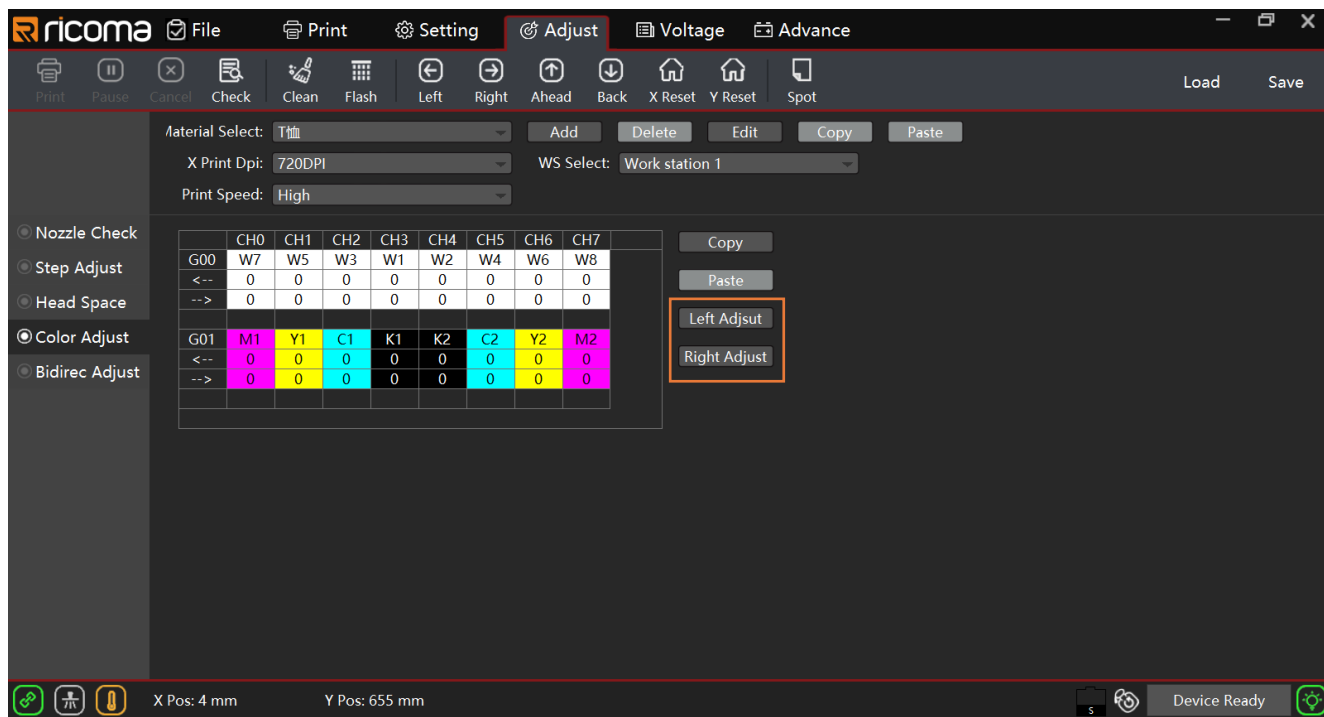 ricoma File Print Setting Adjust Voltage Advance
Print Pause Cancel Check Clean Flash Left Right Ahead Back X Reset Y Reset Spot Load Save
Material Select: T恤 Add Delete Edit Copy Paste
X Print Dpi: 720DPI WS Select: Work station 1
Print Speed: High
Nozzle Check
Step Adjust
Head Space
Color Adjust
Bidirec Adjust
CH0 CH1 CH2 CH3 CH4 CH5 CH6 CH7
G00 W7 W5 W3 W1 W2 W4 W6 W8
<-- 0 0 0 0 0 0 0 0
--> 0 0 0 0 0 0 0 0
G01 M1 Y1 C1 K1 K2 C2 Y2 M2
<-- 0 0 0 0 0 0 0 0
--> 0 0 0 0 0 0 0 0
Copy
Paste
Left Adjsut
Right Adjust
X Pos: 4 mm Y Pos: 655 mm S Device Ready